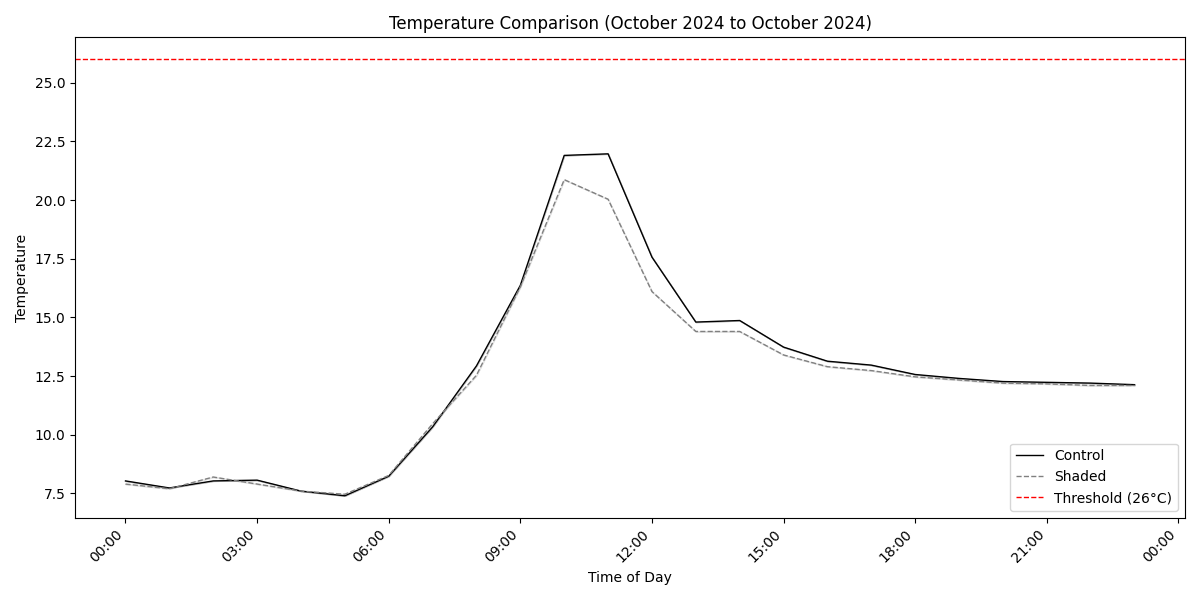 Temperature Comparison (October 2024 to October 2024)
Temperature
25.0
22.5
20.0
17.5
15.0
12.5
10.0
7.5
Control
Shaded
Threshold (26°C)
00:00
03:00
06:00
09:00
12:00
15:00
18:00
21:00
00:00
Time of Day